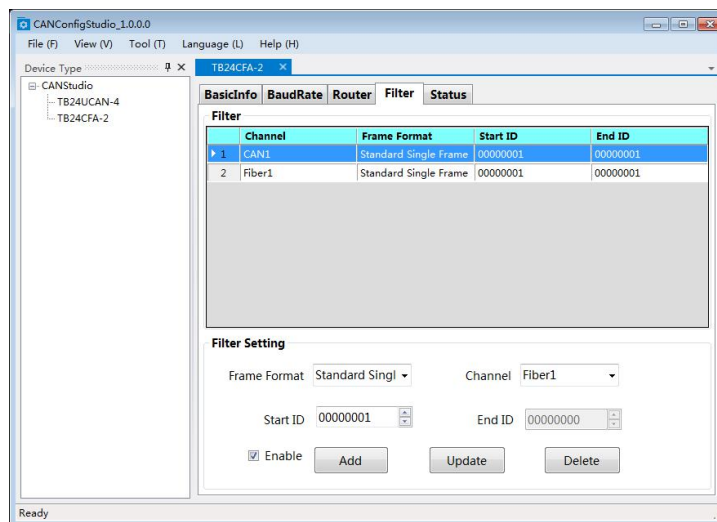 CANConfigStudio_1.0.0.0
File (F) View (V) Tool (T) Language (L) Help (H)
Device Type
TB24CFA-2
CANStudio
TB24UCAN-4
TB24CFA-2
BasicInfo BaudRate Router Filter Status
Filter
Channel Frame Format Start ID End ID
1 CAN1 Standard Single Frame 00000001 00000001
2 Fiber1 Standard Single Frame 00000001 00000001
Filter Setting
Frame Format Standard Singl Channel Fiber1
Start ID 00000001 End ID 00000000
Enable Add Update Delete
Ready